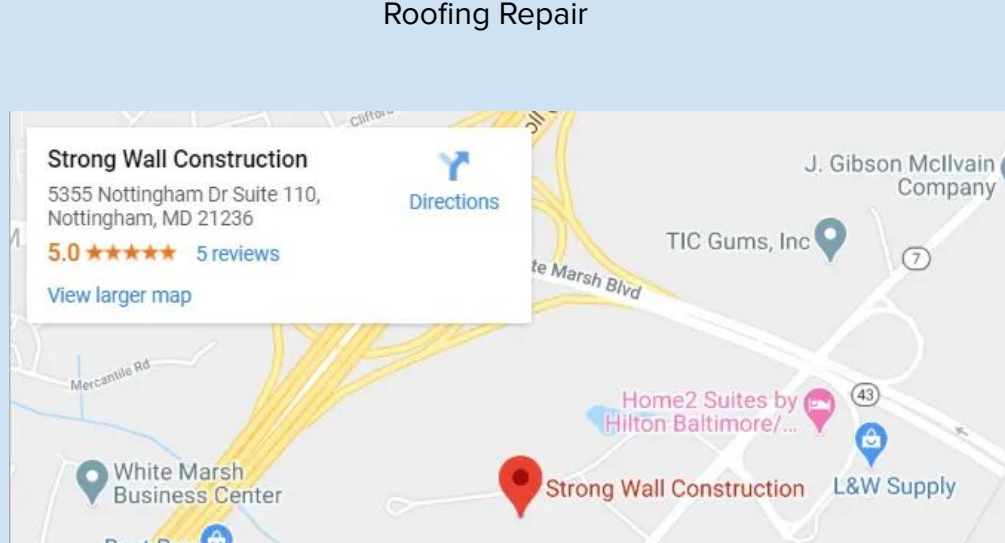 Roofing Repair
Strong Wall Construction
5355 Nottingham Dr Suite 110,
Nottingham, MD 21236
5.0 ★★★★★ 5 reviews
View larger map
Directions
J. Gibson McIlvain
Company
TIC Gums, Inc
7
Marsh Blvd
Mercantile Rd
Home2 Suites by
Hilton Baltimore/...
43
White Marsh
Business Center
Strong Wall Construction
L&W Supply